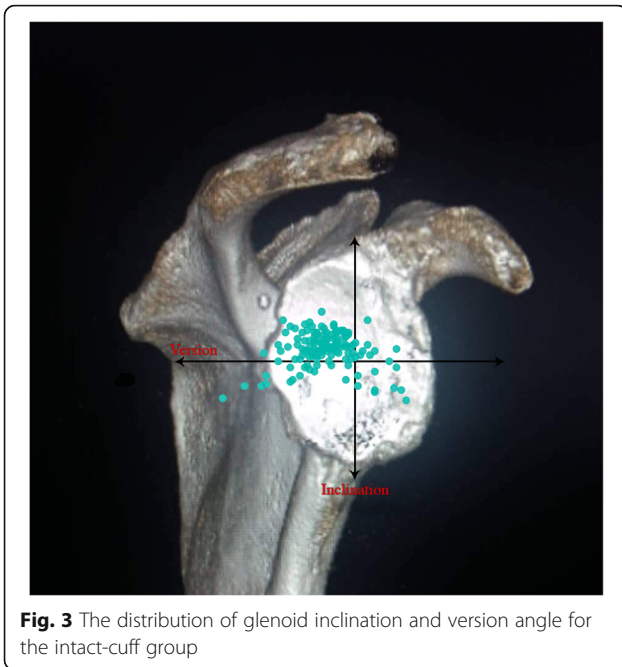 Version
Inclination
Fig. 3 The distribution of glenoid inclination and version angle for
the intact-cuff group